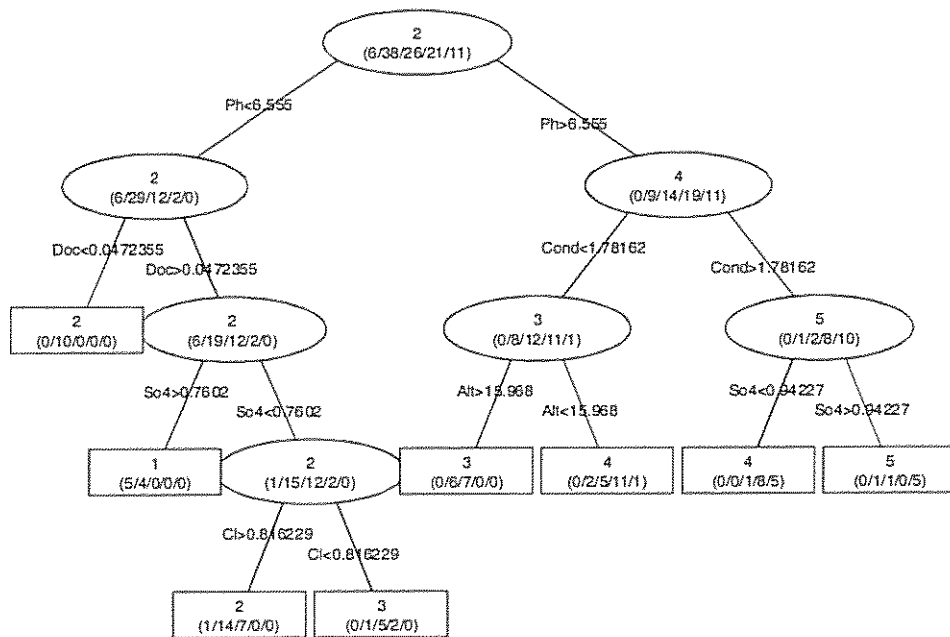 2
(6/38/26/21/11)
Ph<6.555
Ph>6.555
2
(6/29/12/2/0)
4
(0/9/14/19/11)
Doc<0.0472355
Doc>0.0472355
Cond<1.78162
Cond>1.78162
2
(0/10/0/0/0)
2
(6/19/12/2/0)
3
(0/8/12/11/1)
5
(0/1/2/8/10)
So4>0.7602
So4<0.7602
Alt>15.968
Alt<15.968
So4<0.94227
So4>0.94227
1
(5/4/0/0/0)
2
(1/15/12/2/0)
3
(0/6/7/0/0)
4
(0/2/5/11/1)
4
(0/0/1/8/5)
5
(0/1/1/0/5)
Cl>0.816229
Cl<0.816229
2
(1/14/7/0/0)
3
(0/1/5/2/0)